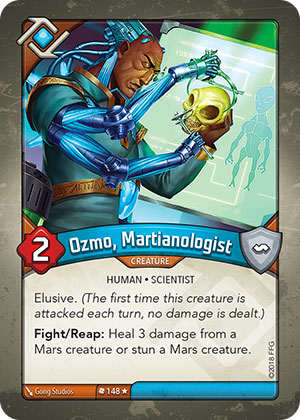 Ozmo, Martianologist
CREATURE
2
HUMAN • SCIENTIST
Elusive. (The first time this creature is
attacked each turn, no damage is dealt.)
Fight/Reap: Heal 3 damage from a
Mars creature or stun a Mars creature.
Gong Studios
148★
©2018 FFG